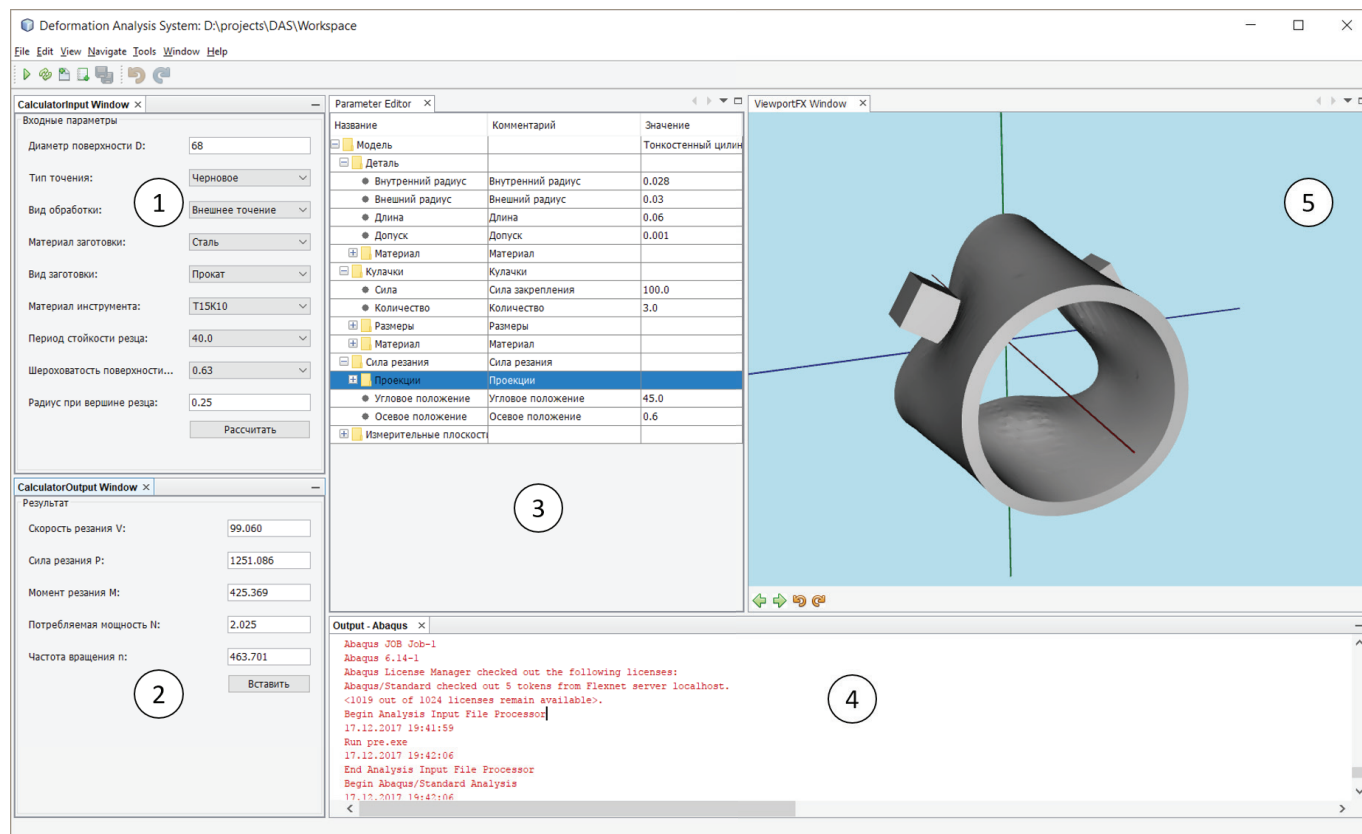 Deformation Analysis System: D:\projects\DAS\Workspace
File Edit View Navigate Tools Window Help
CalculatorInput Window
Входные параметры
Диаметр поверхности D: 68
Тип точения: Черновое
Вид обработки: Внешнее точение
Материал заготовки: Сталь
Вид заготовки: Прокат
Материал инструмента: T15K10
Период стойкости резца: 40.0
Шероховатость поверхности... 0.63
Радиус при вершине резца: 0.25
Рассчитать
1
CalculatorOutput Window
Результат
Скорость резания V: 99.060
Сила резания P: 1251.086
Момент резания M: 425.369
Потребляемая мощность N: 2.025
Частота вращения n: 463.701
Вставить
2
Parameter Editor
Название Комментарий Значение
Модель Тонкостенный цилин
Деталь
Внутренний радиус Внутренний радиус 0.028
Внешний радиус Внешний радиус 0.03
Длина Длина 0.06
Допуск Допуск 0.001
Материал Материал
Кулачки Кулачки
Сила Сила закрепления 100.0
Количество Количество 3.0
Размеры Размеры
Материал Материал
Сила резания Сила резания
Проекции Проекции
Угловое положение Угловое положение 45.0
Осевое положение Осевое положение 0.6
Измерительные плоскост
3
ViewportFX Window
5
Output - Abaqus
Abaqus JOB Job-1
Abaqus 6.14-1
Abaqus License Manager checked out the following licenses:
Abaqus/Standard checked out 5 tokens from Flexnet server localhost.
<1019 out of 1024 licenses remain available>.
Begin Analysis Input File Processor
17.12.2017 19:41:59
Run pre.exe
17.12.2017 19:42:06
End Analysis Input File Processor
Begin Abaqus/Standard Analysis
17.12.2017 19:42:06
4